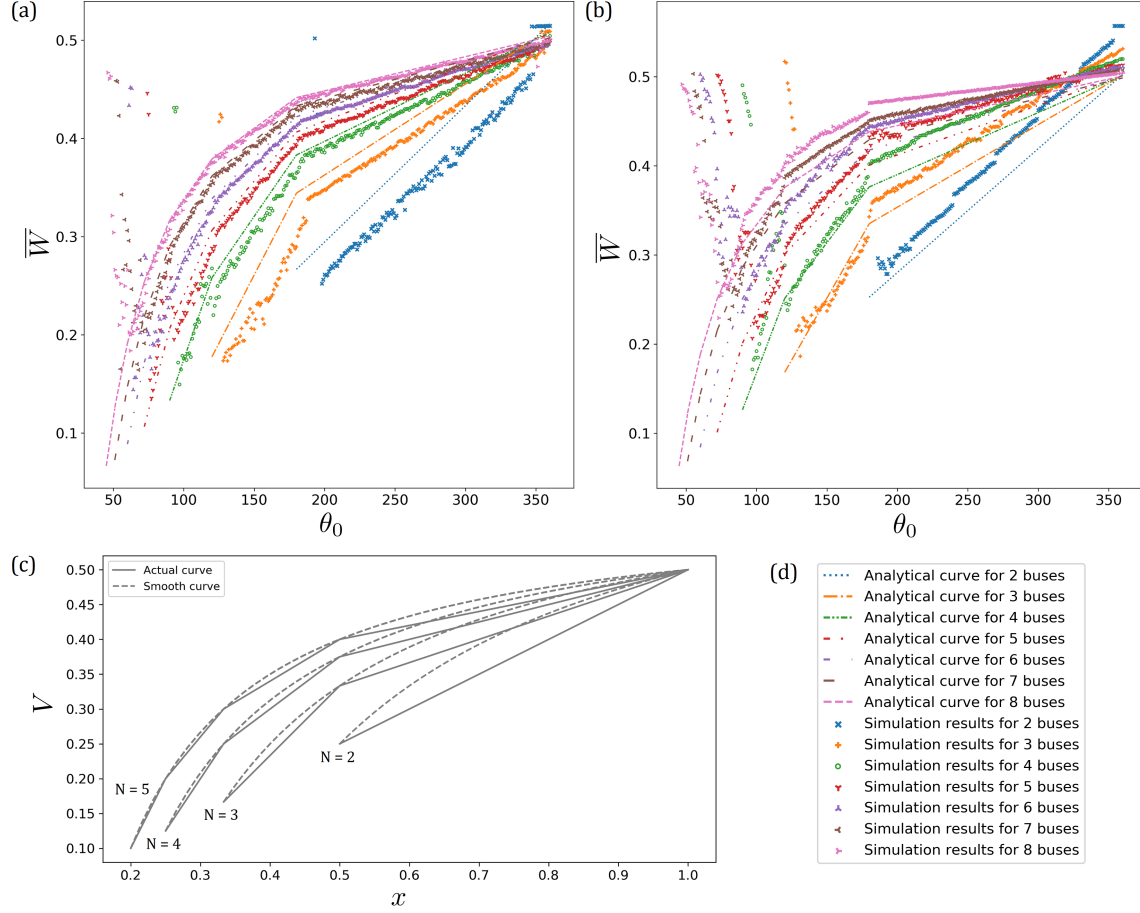 (a)
0.5
0.4
0.3
0.2
0.1
W̅
50 100 150 200 250 300 350
θ₀
(b)
0.5
0.4
0.3
0.2
0.1
W̅
50 100 150 200 250 300 350
θ₀
(c)
Actual curve
Smooth curve
0.50
0.45
0.40
0.35
0.30
0.25
0.20
0.15
0.10
V
N = 2
N = 5
N = 3
N = 4
0.2 0.3 0.4 0.5 0.6 0.7 0.8 0.9 1.0
x
(d)
Analytical curve for 2 buses
Analytical curve for 3 buses
Analytical curve for 4 buses
Analytical curve for 5 buses
Analytical curve for 6 buses
Analytical curve for 7 buses
Analytical curve for 8 buses
Simulation results for 2 buses
Simulation results for 3 buses
Simulation results for 4 buses
Simulation results for 5 buses
Simulation results for 6 buses
Simulation results for 7 buses
Simulation results for 8 buses